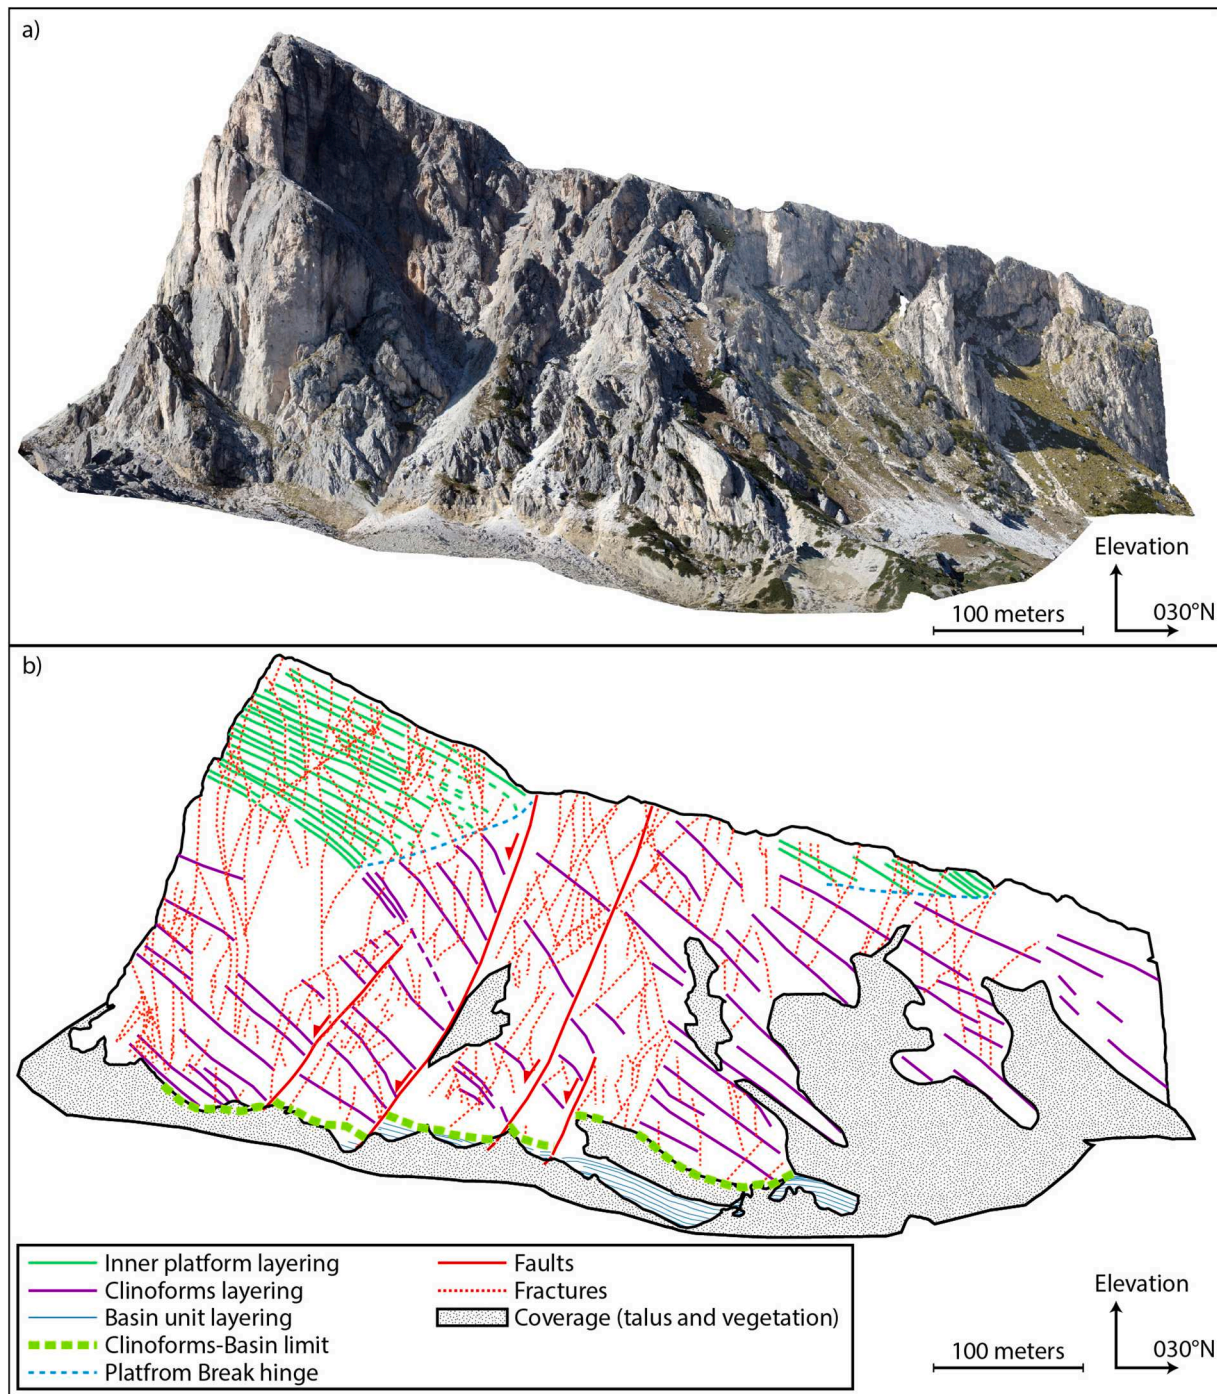 a)
Elevation
100 meters
030°N
b)
Inner platform layering
Clinoforms layering
Basin unit layering
Clinoforms-Basin limit
Platfrom Break hinge
Faults
Fractures
Coverage (talus and vegetation)
Elevation
100 meters
030°N